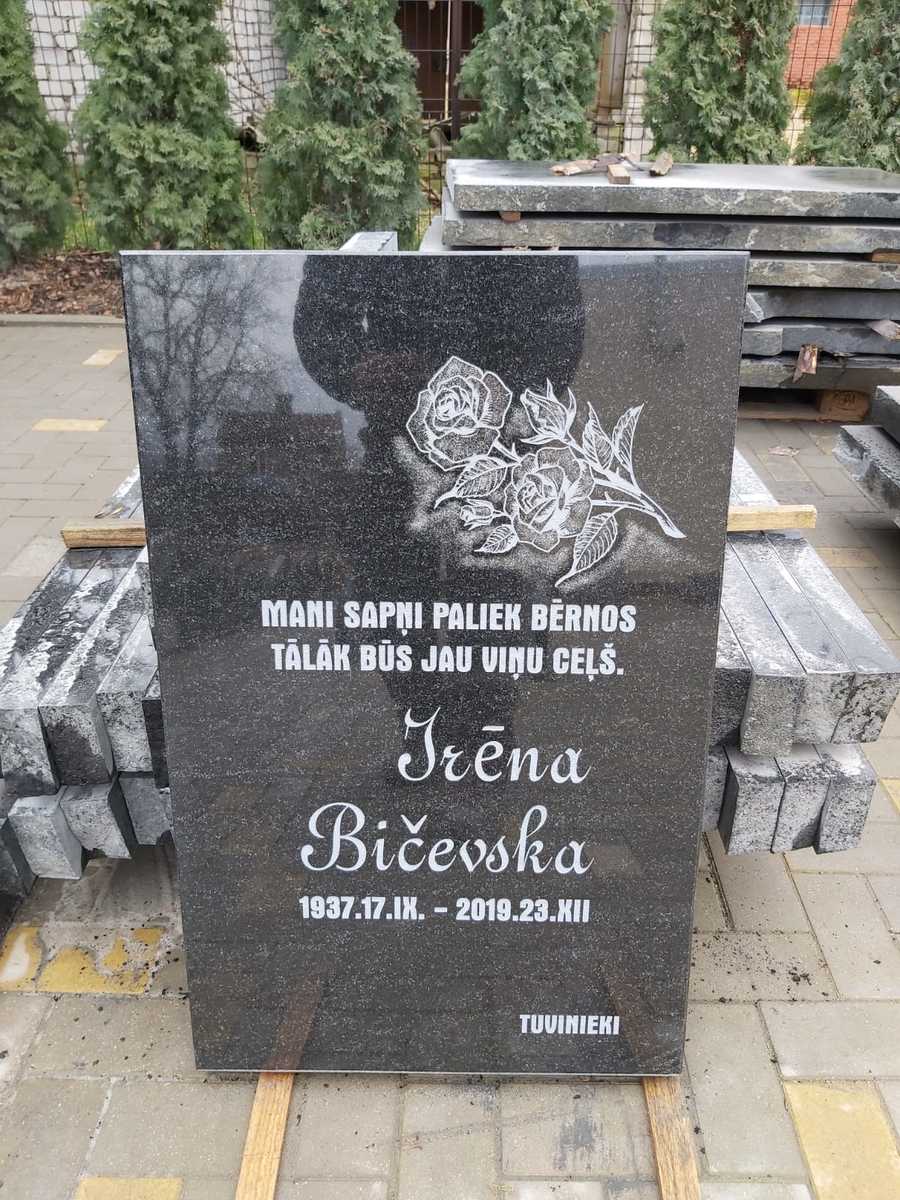 MANI SAPŅI PALIEK BĒRNOS
TĀLĀK BŪS JAU VIŅU CEĻŠ.
Irēna
Bičevska
1937.17.IX. - 2019.23.XII
TUVINIEKI